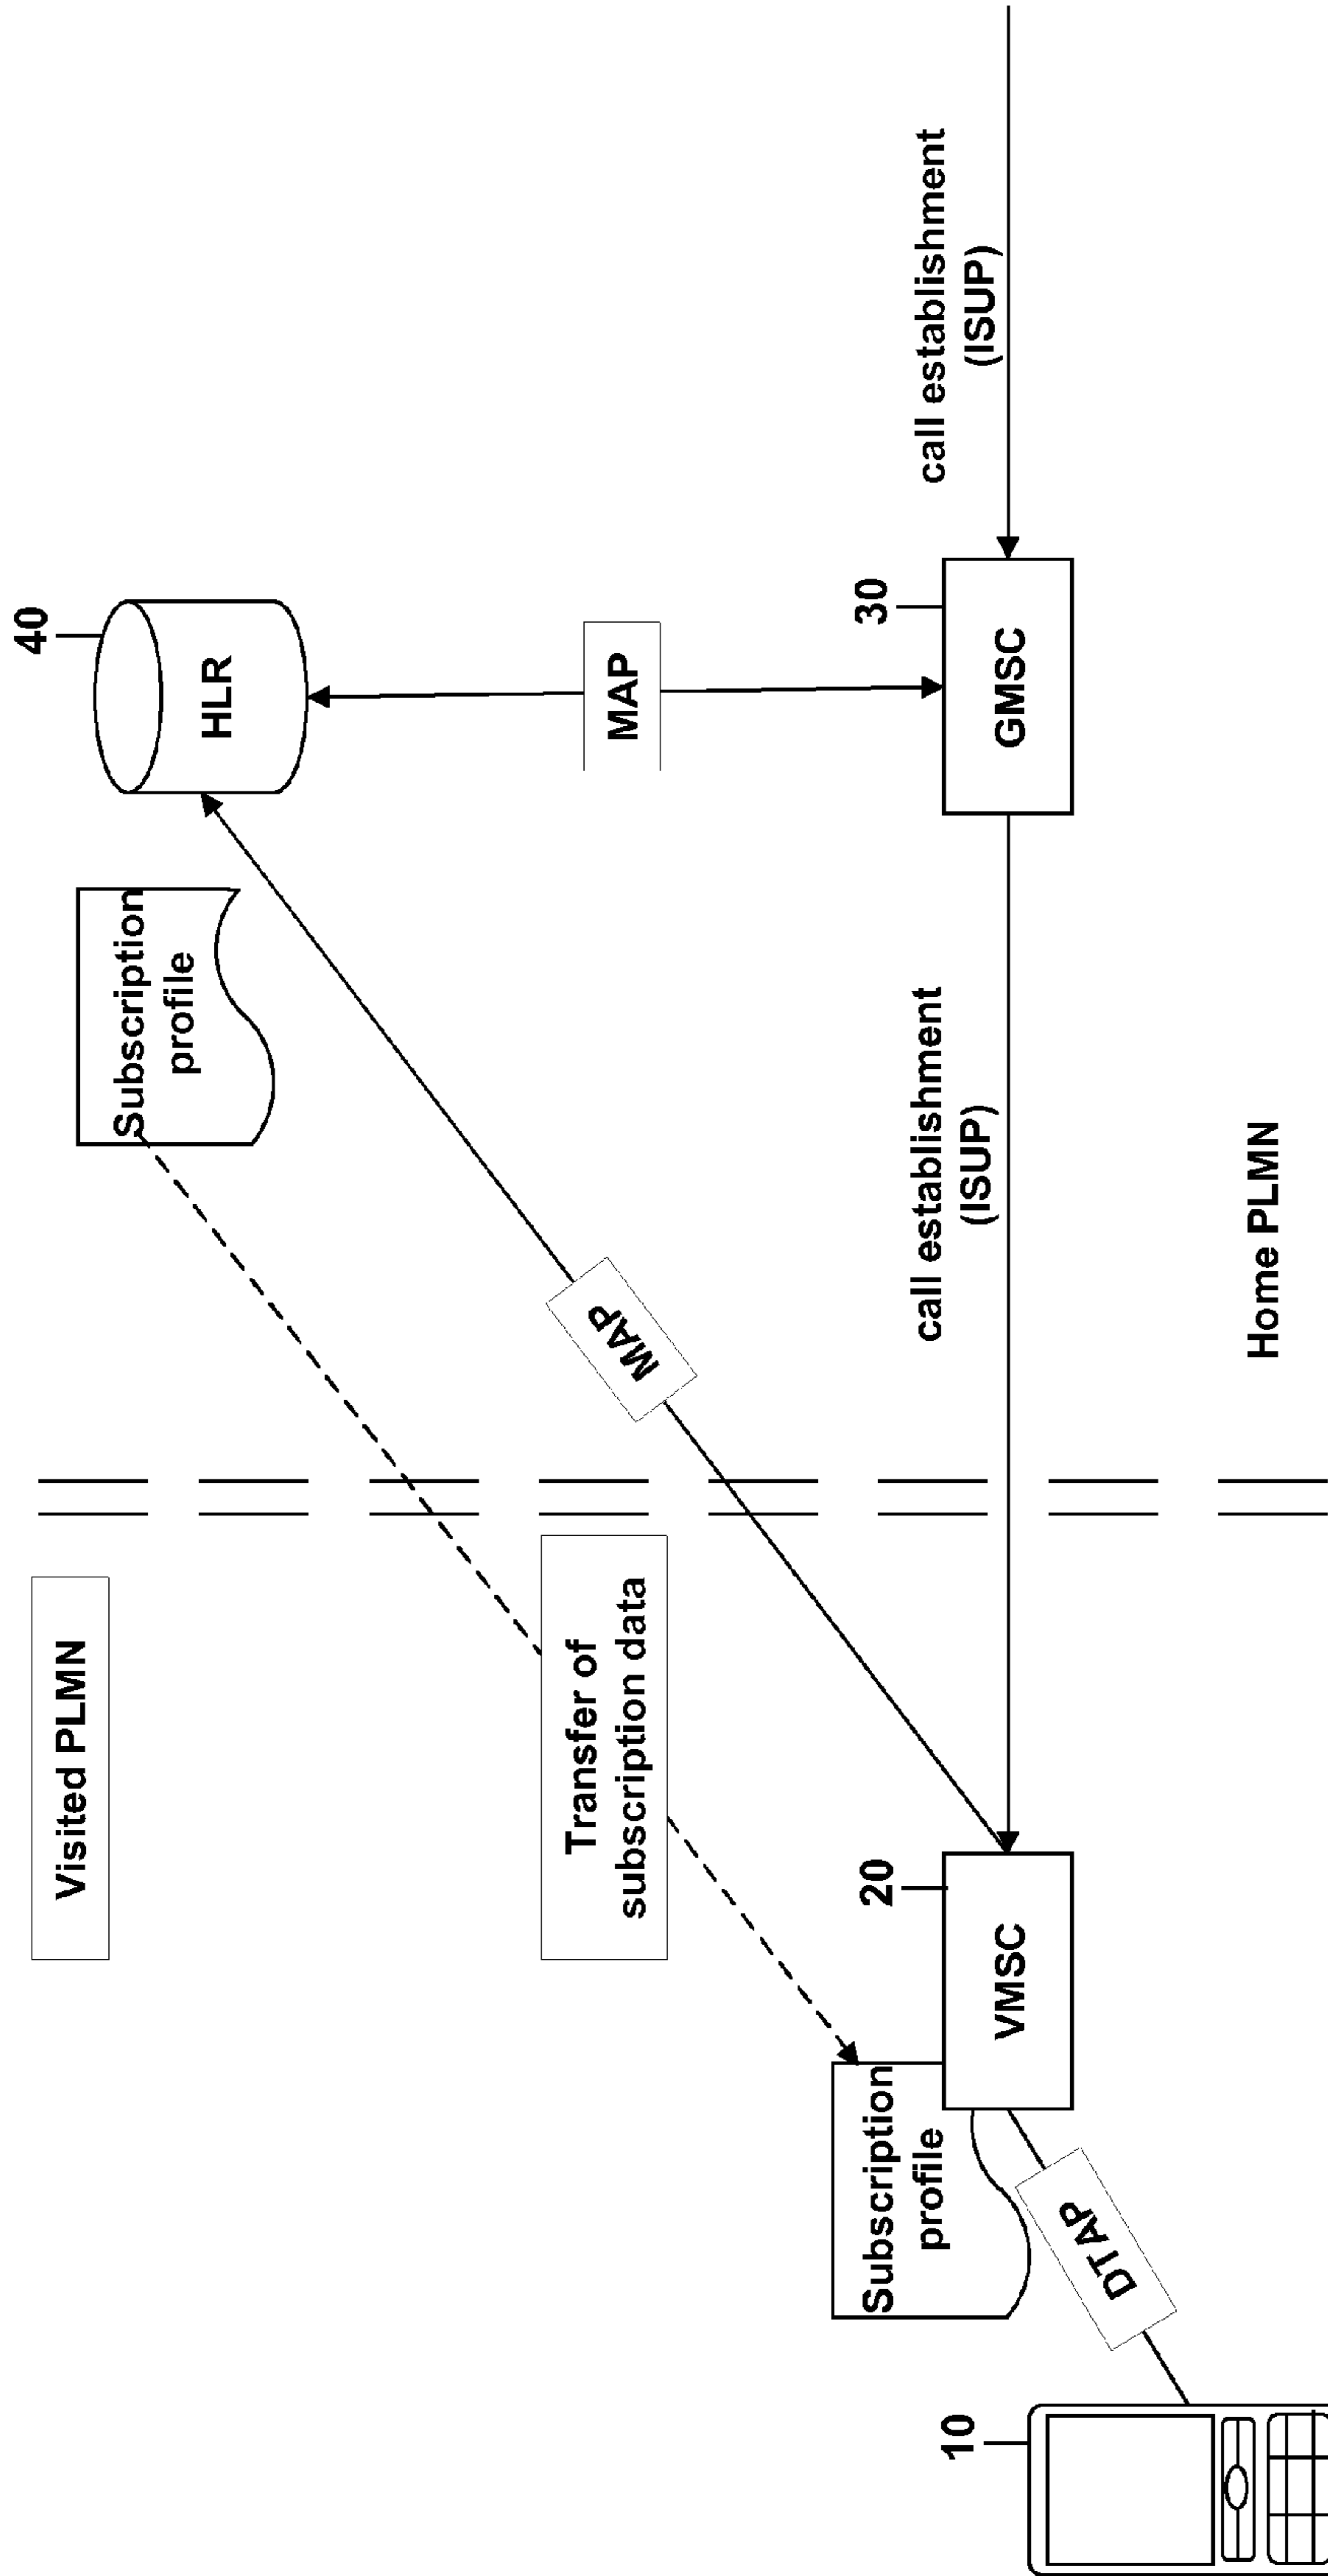 Visited PLMN
40
HLR
Subscription
profile
MAP
MAP
Transfer of
subscription data
call establishment
(ISUP)
call establishment
(ISUP)
30
GMSC
20
VMSC
Subscription
profile
DTAP
10
Home PLMN